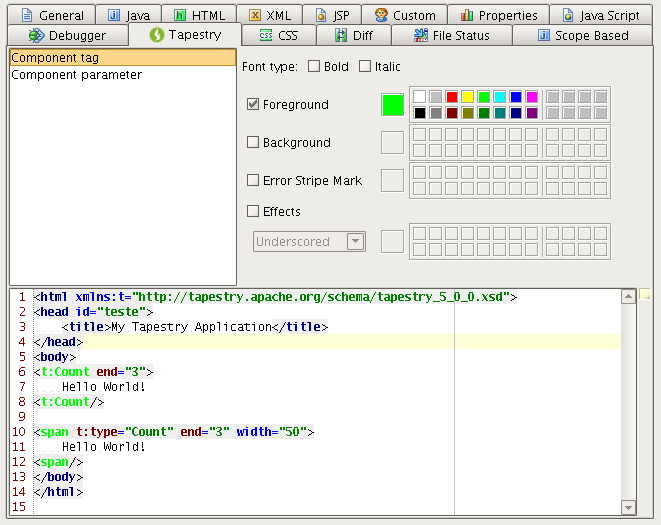 General Java HTML XML JSP Custom Properties Java Script
Debugger Tapestry CSS Diff File Status Scope Based
Component tag
Component parameter
Font type: Bold Italic
Foreground
Background
Error Stripe Mark
Effects
Underscored
1 <html xmlns:t="http://tapestry.apache.org/schema/tapestry_5_0_0.xsd">
2 <head id="teste">
3 <title>My Tapestry Application</title>
4 </head>
5 <body>
6 <t:Count end="3">
7 Hello World!
8 <t:Count/>
9
10 <span t:type="Count" end="3" width="50">
11 Hello World!
12 <span/>
13 </body>
14 </html>
15